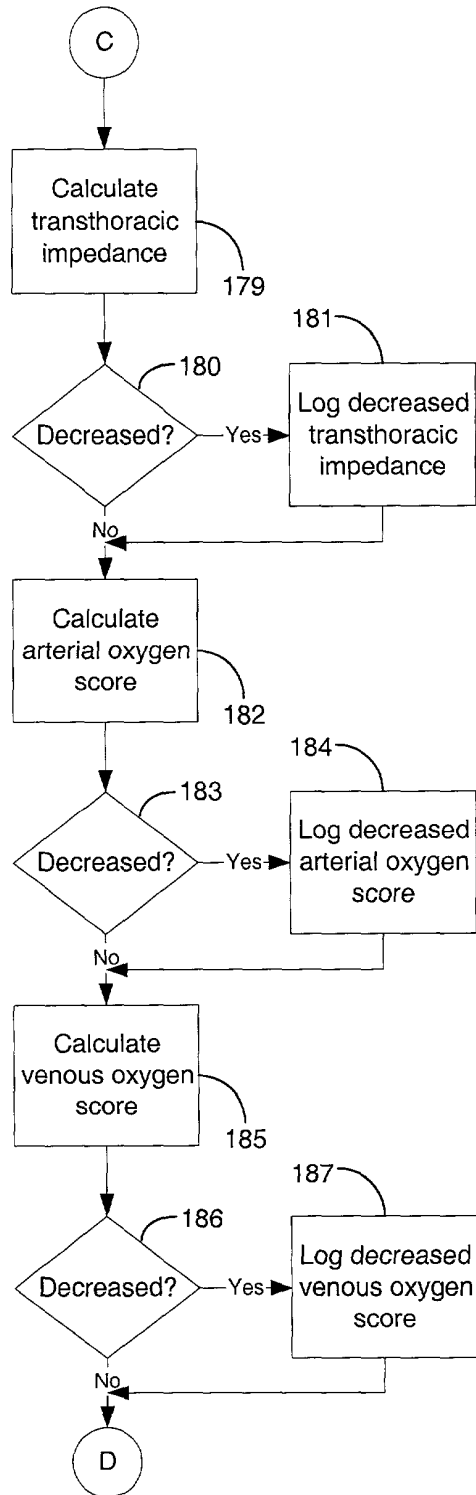 C
Calculate
transthoracic
impedance
179
181
180
Decreased?
Yes
Log decreased
transthoracic
impedance
No
Calculate
arterial oxygen
score
182
184
183
Decreased?
Yes
Log decreased
arterial oxygen
score
No
Calculate
venous oxygen
score
185
187
186
Decreased?
Yes
Log decreased
venous oxygen
score
No
D